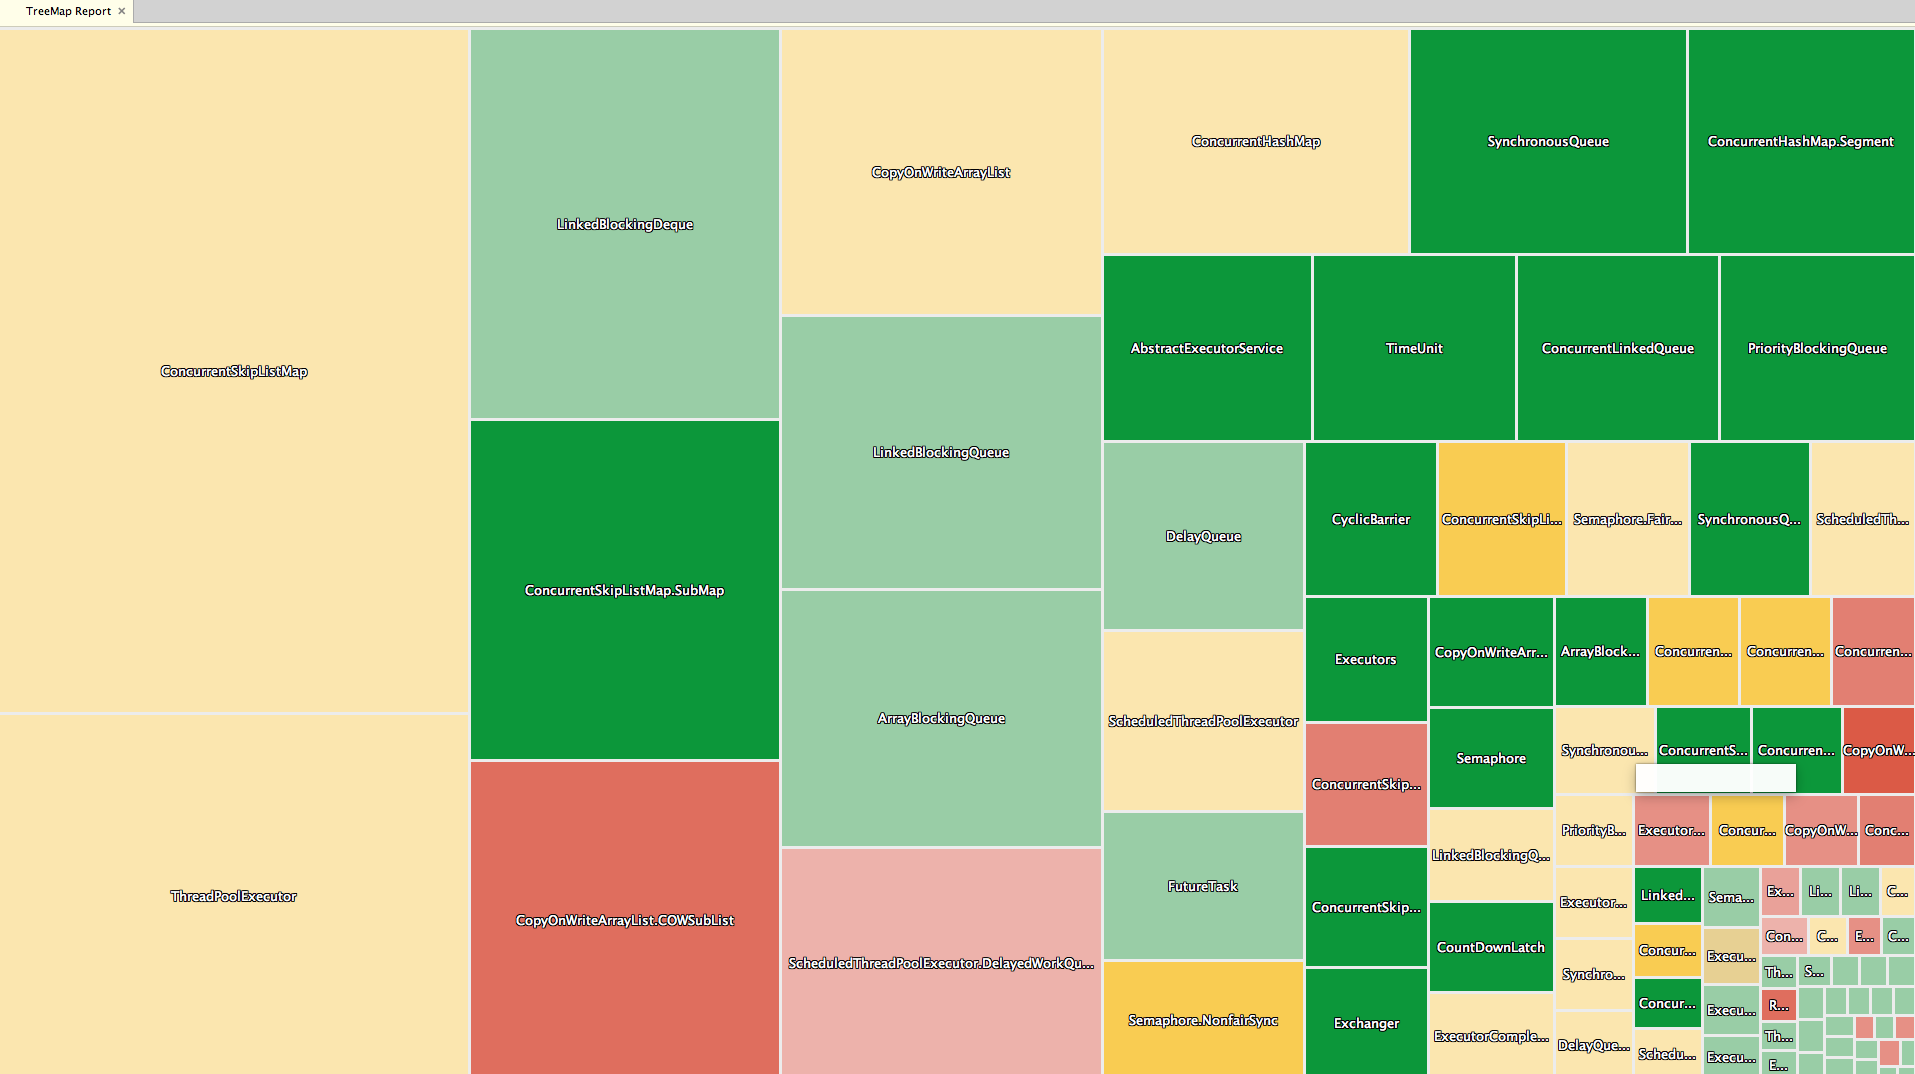 TreeMap Report ×
ConcurrentSkipListMap
ThreadPoolExecutor
LinkedBlockingDeque
ConcurrentSkipListMap.SubMap
CopyOnWriteArrayList.COWSubList
CopyOnWriteArrayList
LinkedBlockingQueue
ArrayBlockingQueue
ScheduledThreadPoolExecutor.DelayedWorkQu...
ConcurrentHashMap
SynchronousQueue
ConcurrentHashMap.Segment
AbstractExecutorService
TimeUnit
ConcurrentLinkedQueue
PriorityBlockingQueue
DelayQueue
ScheduledThreadPoolExecutor
FutureTask
Semaphore.NonfairSync
CyclicBarrier
ConcurrentSkipLi...
Semaphore.Fair...
SynchronousQ...
ScheduledTh...
Executors
ConcurrentSkip...
ConcurrentSkip...
Exchanger
CopyOnWriteArr...
Semaphore
LinkedBlockingQ...
CountDownLatch
ExecutorComple...
ArrayBlock...
Concurren...
Concurren...
Concurren...
Synchronou...
ConcurrentS...
Concurren...
CopyOnW...
PriorityB...
Executor...
Synchro...
DelayQue...
Executor...
Concur...
CopyOnW...
Conc...
Linked...
Concur...
Concur...
Schedu...
Sema...
Execu...
Execu...
Execu...
Ex...
Li...
Li...
C...
Con...
C...
E...
C...
Th...
S...
R...
Th...
E...